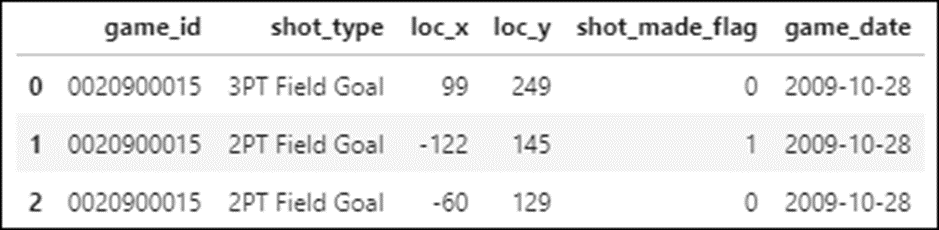 game_id shot_type loc_x loc_y shot_made_flag game_date
0 0020900015 3PT Field Goal 99 249 0 2009-10-28
1 0020900015 2PT Field Goal -122 145 1 2009-10-28
2 0020900015 2PT Field Goal -60 129 0 2009-10-28